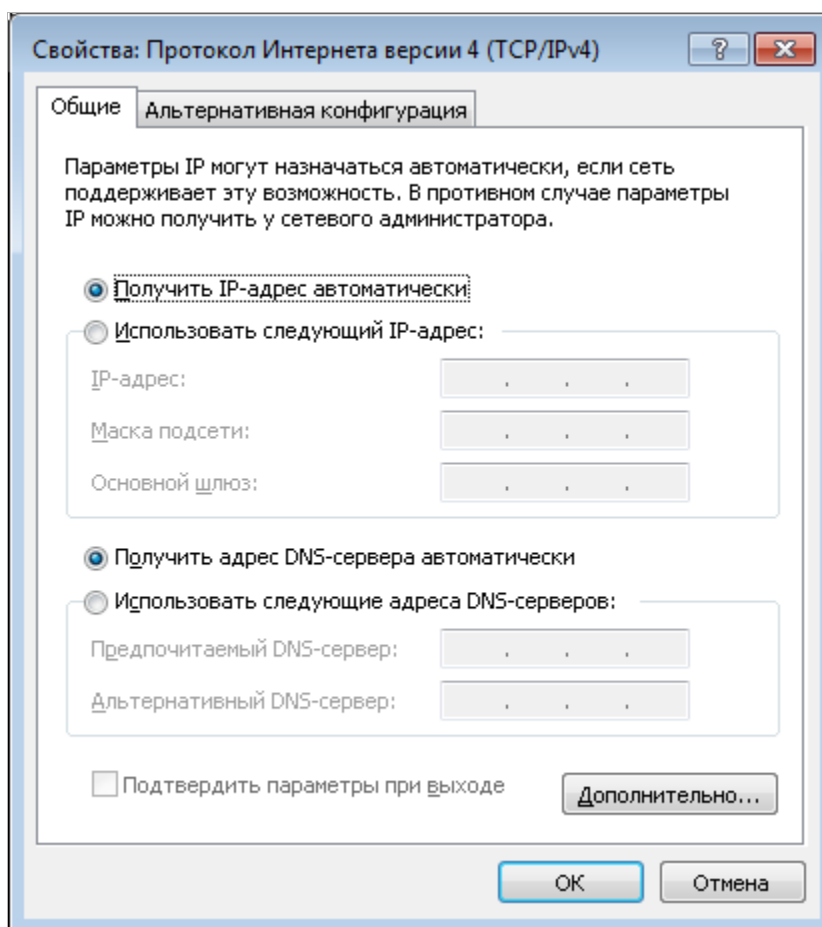 Свойства: Протокол Интернета версии 4 (TCP/IPv4)
Общие
Альтернативная конфигурация
Параметры IP могут назначаться автоматически, если сеть
поддерживает эту возможность. В противном случае параметры
IP можно получить у сетевого администратора.
Получить IP-адрес автоматически
Использовать следующий IP-адрес:
IP-адрес:
Маска подсети:
Основной шлюз:
Получить адрес DNS-сервера автоматически
Использовать следующие адреса DNS-серверов:
Предпочитаемый DNS-сервер:
Альтернативный DNS-сервер:
Подтвердить параметры при выходе
Дополнительно...
ОК
Отмена